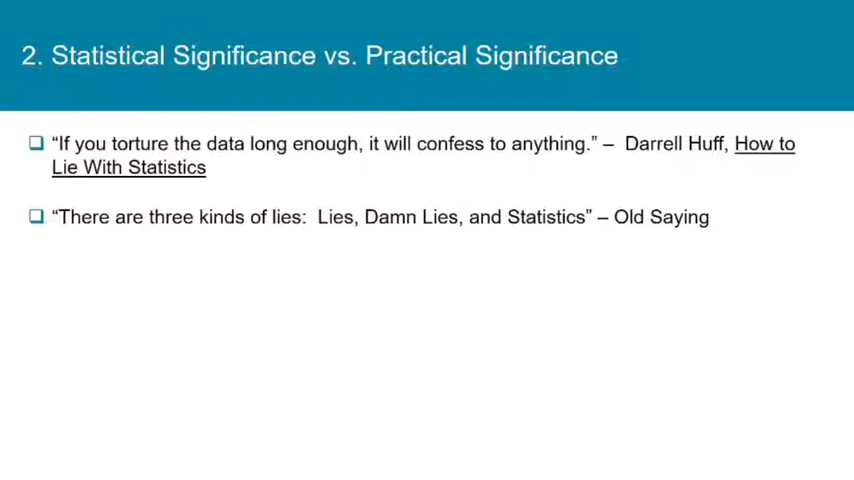 2. Statistical Significance vs. Practical Significance
“If you torture the data long enough, it will confess to anything.” – Darrell Huff, How to
Lie With Statistics
“There are three kinds of lies: Lies, Damn Lies, and Statistics” – Old Saying